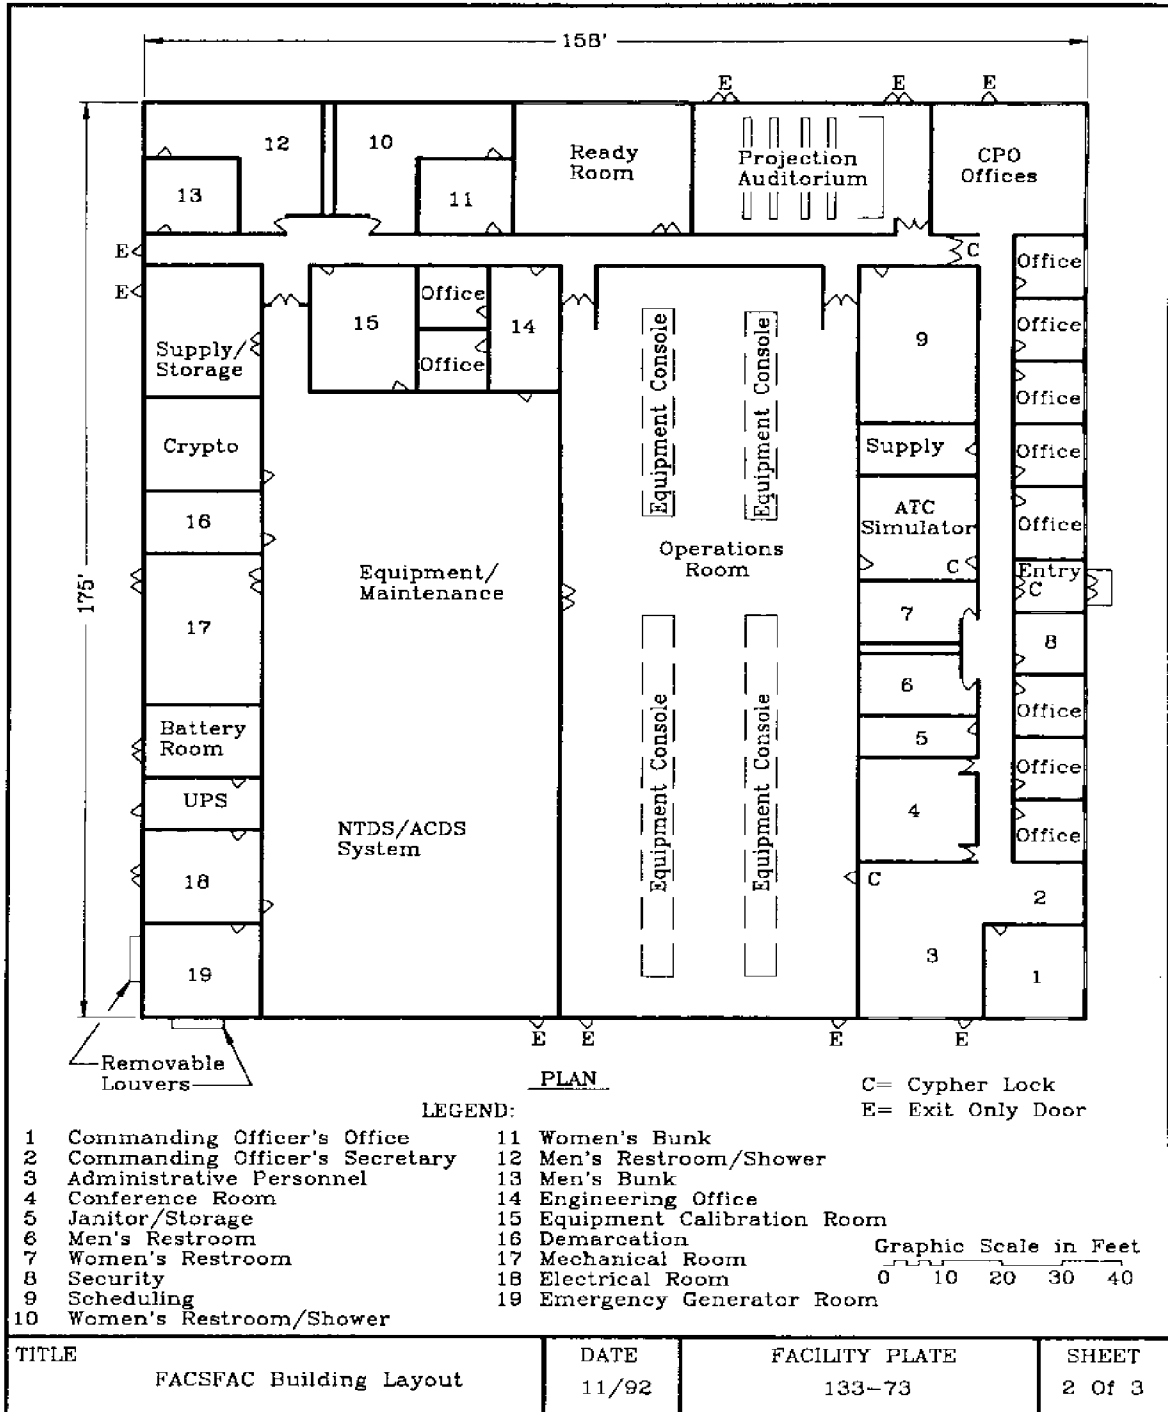 158'
E E E
12 10 Ready
Room Projection
Auditorium CPO
Offices
13 11
E C
E
Office
Office
15 Office 14
Office
9
Office
Supply/
Storage
Equipment Console Equipment Console
Office
Crypto
Supply Office
16
ATC
Simulator Office
C
Operations
Room
Entry
C
Equipment/
Maintenance
175'
17
7
8
6
Office
Battery
Room
5
Equipment Console Equipment Console
Office
UPS
4
Office
NTDS/ACDS
System
18
C
2
3
19
1
E E E E
Removable
Louvers
PLAN
C= Cypher Lock
E= Exit Only Door
LEGEND:
1 Commanding Officer's Office
2 Commanding Officer's Secretary
3 Administrative Personnel
4 Conference Room
5 Janitor/Storage
6 Men's Restroom
7 Women's Restroom
8 Security
9 Scheduling
10 Women's Restroom/Shower
11 Women's Bunk
12 Men's Restroom/Shower
13 Men's Bunk
14 Engineering Office
15 Equipment Calibration Room
16 Demarcation
17 Mechanical Room
18 Electrical Room
19 Emergency Generator Room
Graphic Scale in Feet
0 10 20 30 40
TITLE
FACSFAC Building Layout
DATE
11/92
FACILITY PLATE
133-73
SHEET
2 Of 3